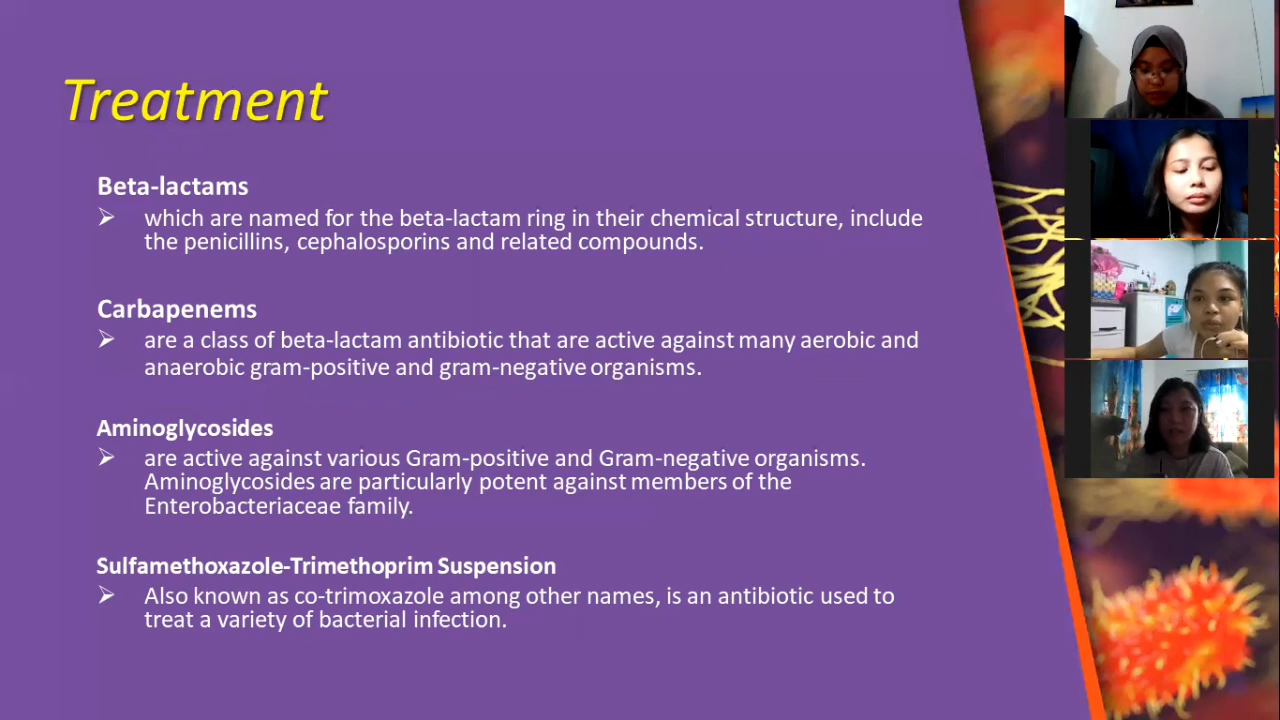 Treatment
Beta-lactams
➢ which are named for the beta-lactam ring in their chemical structure, include
the penicillins, cephalosporins and related compounds.
Carbapenems
➢ are a class of beta-lactam antibiotic that are active against many aerobic and
anaerobic gram-positive and gram-negative organisms.
Aminoglycosides
➢ are active against various Gram-positive and Gram-negative organisms.
Aminoglycosides are particularly potent against members of the
Enterobacteriaceae family.
Sulfamethoxazole-Trimethoprim Suspension
➢ Also known as co-trimoxazole among other names, is an antibiotic used to
treat a variety of bacterial infection.